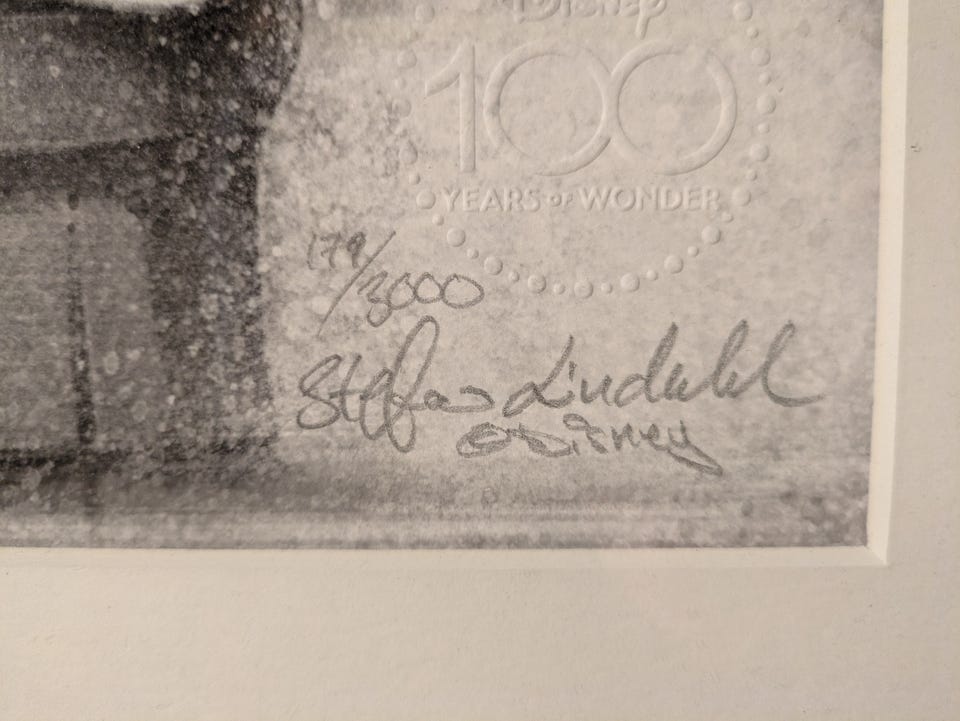 Disney
100
YEARS OF WONDER
179/3000
Stefan Lindahl
©Disney